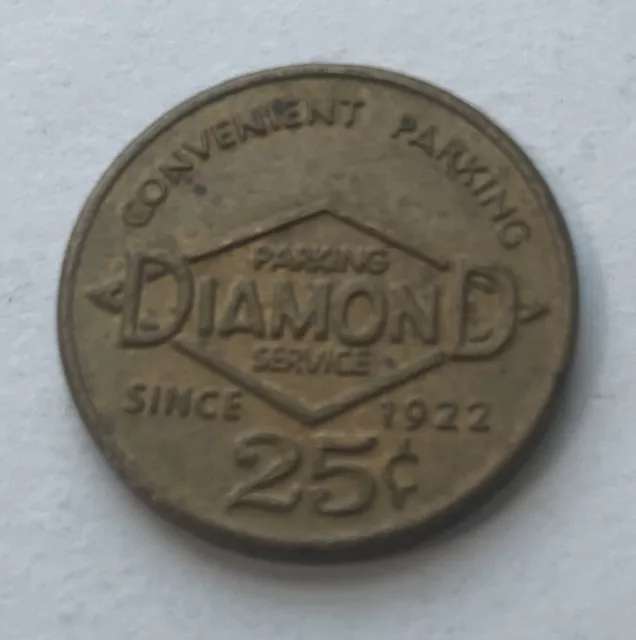 CONVENIENT PARKING
PARKING
DIAMOND
SERVICE
SINCE 1922
25¢